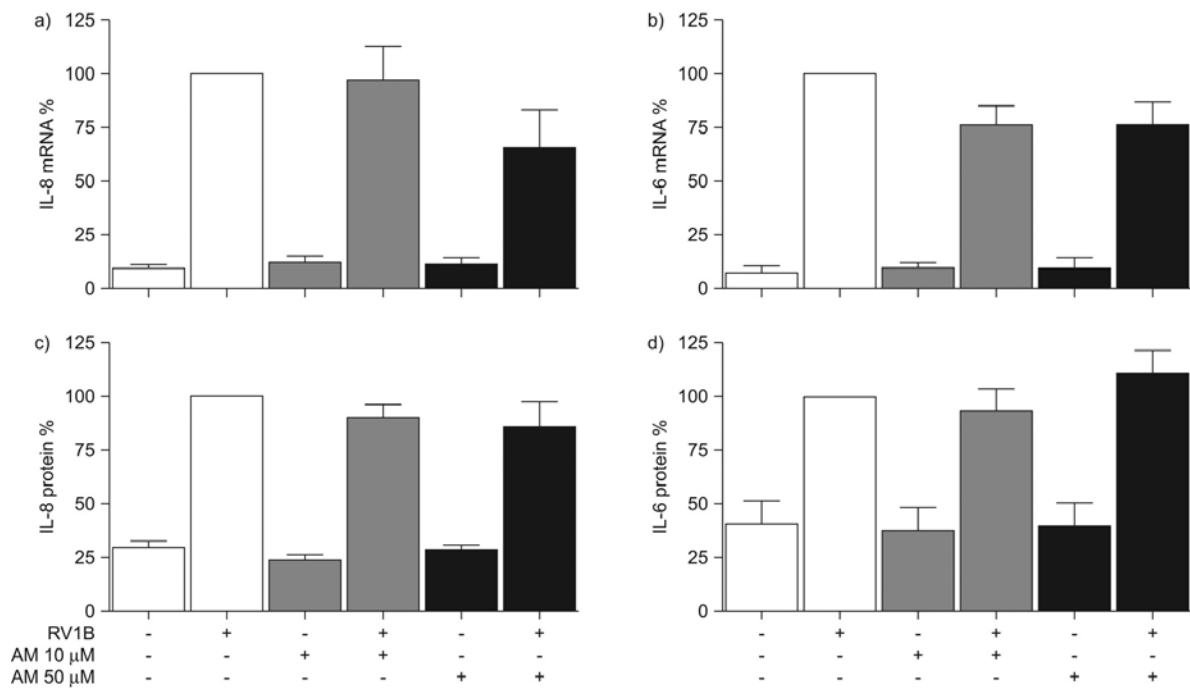 a)
125
100
75
50
25
0
IL-8 mRNA %
b)
125
100
75
50
25
0
IL-6 mRNA %
c)
125
100
75
50
25
0
IL-8 protein %
d)
125
100
75
50
25
0
IL-6 protein %
RV1B - + - + - + - + - + - +
AM 10 µM - - + + - - - - + + - -
AM 50 µM - - - - + + - - - - + +